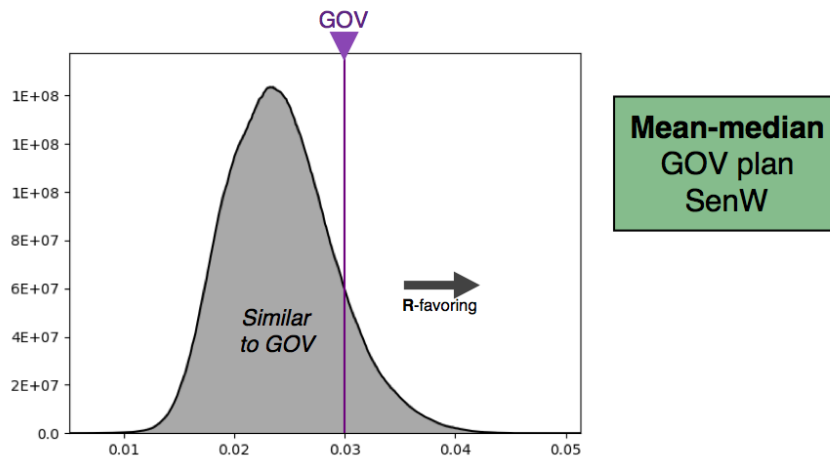 GOV
1E+08
1E+08
1E+08
8E+07
6E+07
4E+07
2E+07
0.0
0.01
0.02
0.03
0.04
0.05
Similar
to GOV
R-favoring
Mean-median
GOV plan
SenW